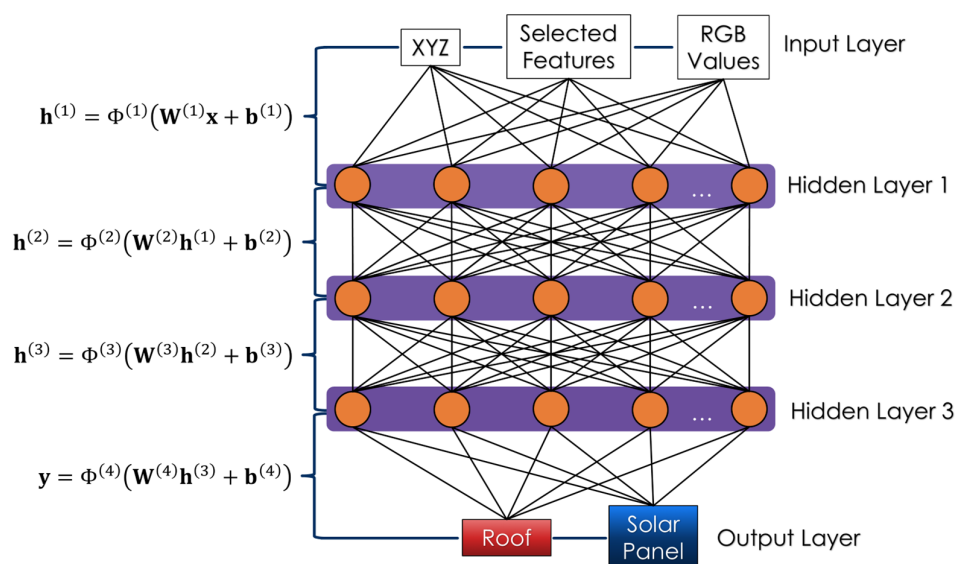 XYZ
Selected
Features
RGB
Values
Input Layer
𝐡⁽¹⁾ = Φ⁽¹⁾(𝐖⁽¹⁾𝐱 + 𝐛⁽¹⁾)
...
Hidden Layer 1
𝐡⁽²⁾ = Φ⁽²⁾(𝐖⁽²⁾𝐡⁽¹⁾ + 𝐛⁽²⁾)
...
Hidden Layer 2
𝐡⁽³⁾ = Φ⁽³⁾(𝐖⁽³⁾𝐡⁽²⁾ + 𝐛⁽³⁾)
...
Hidden Layer 3
𝐲 = Φ⁽⁴⁾(𝐖⁽⁴⁾𝐡⁽³⁾ + 𝐛⁽⁴⁾)
Roof
Solar
Panel
Output Layer